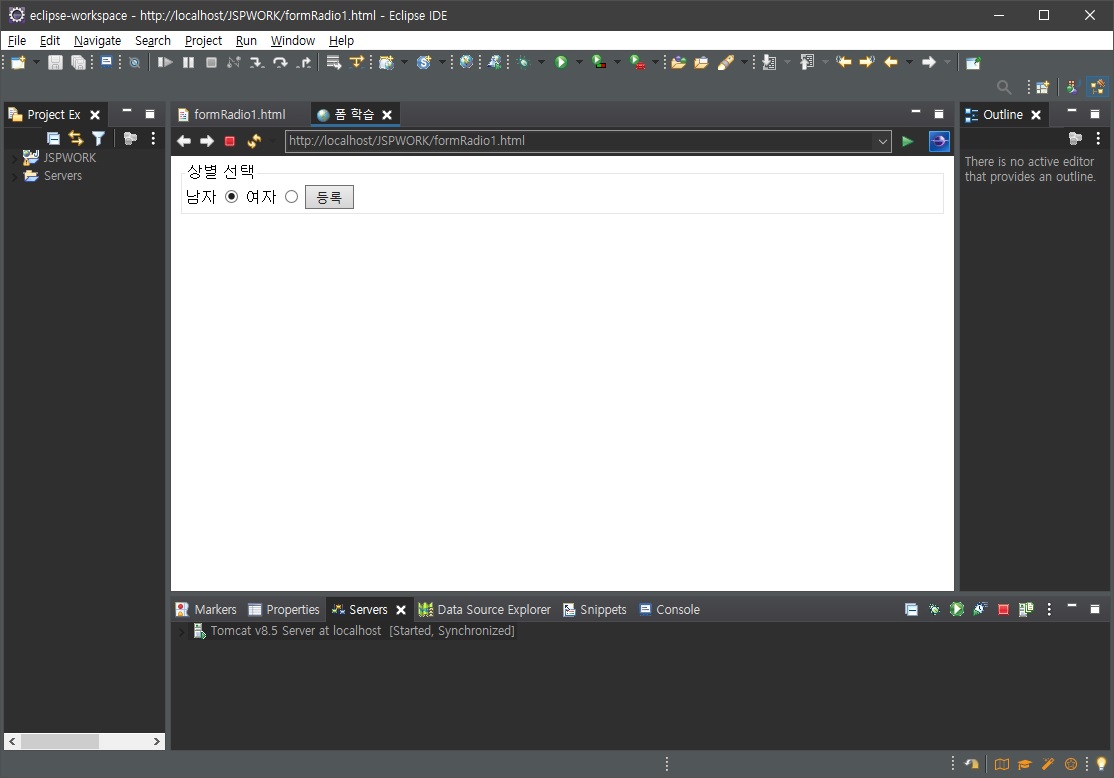 eclipse-workspace - http://localhost/JSPWORK/formRadio1.html - Eclipse IDE
File Edit Navigate Search Project Run Window Help
Project Ex
JSPWORK
Servers
formRadio1.html 폼 학습
http://localhost/JSPWORK/formRadio1.html
상별 선택
남자 여자 등록
Outline
There is no active editor
that provides an outline.
Markers Properties Servers Data Source Explorer Snippets Console
Tomcat v8.5 Server at localhost [Started, Synchronized]